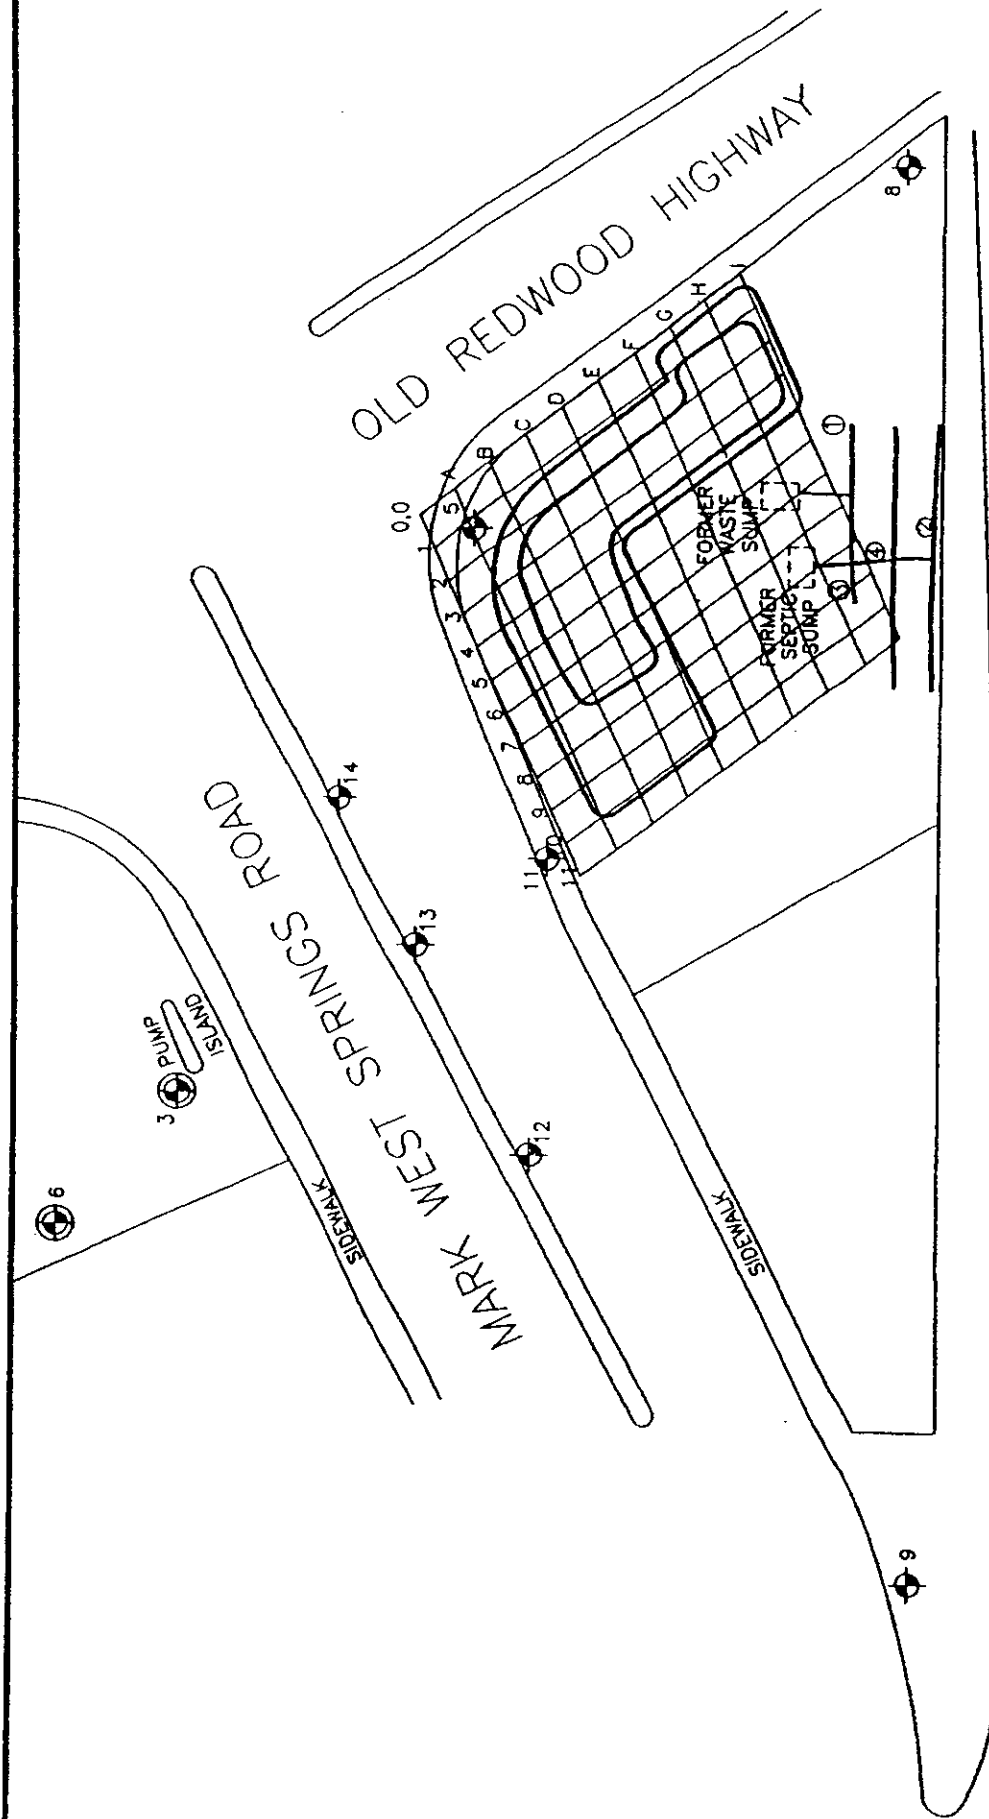 OLD REDWOOD HIGHWAY
MARK WEST SPRINGS ROAD
PUMP
ISLAND
SIDEWALK
SIDEWALK
FORMER
WASTE
SUMP
FORMER
SEPTIC
SUMP
0,0
A
B
C
D
E
F
G
H
1
2
3
4
5
6
7
8
9
10
11
5
8
11
14
13
12
3
6
9
①
③
④
②